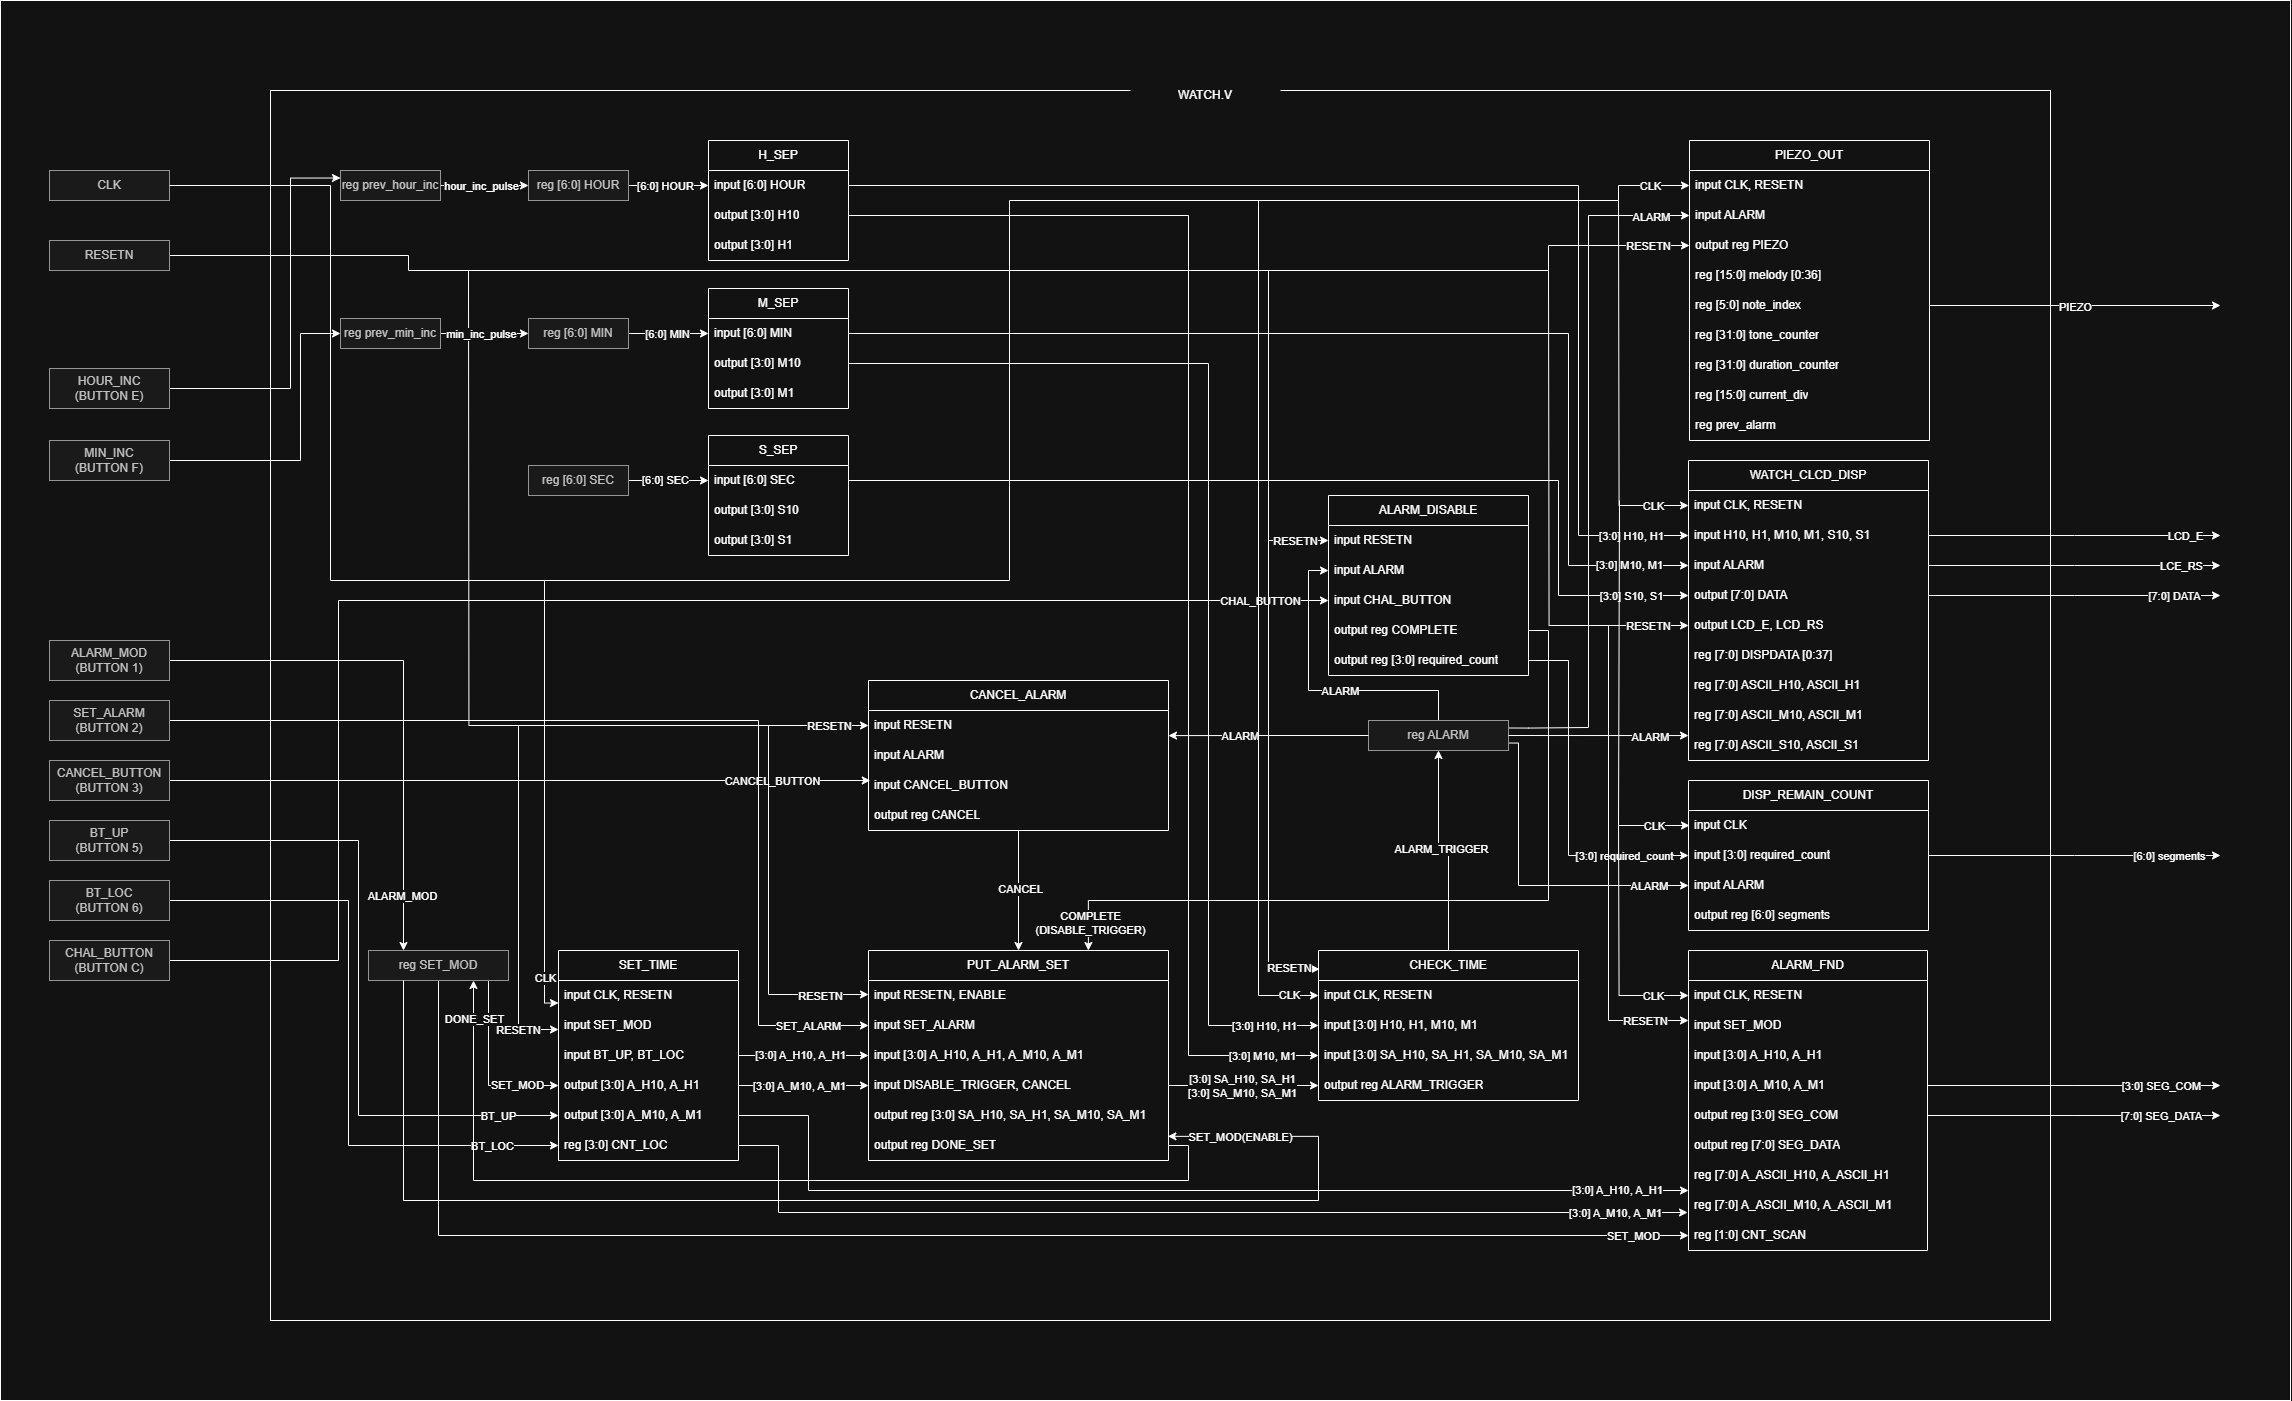 WATCH.V
CLK
RESETN
HOUR_INC
(BUTTON E)
MIN_INC
(BUTTON F)
ALARM_MOD
(BUTTON 1)
SET_ALARM
(BUTTON 2)
CANCEL_BUTTON
(BUTTON 3)
BT_UP
(BUTTON 5)
BT_LOC
(BUTTON 6)
CHAL_BUTTON
(BUTTON C)
reg prev_hour_inc
hour_inc_pulse
reg [6:0] HOUR
[6:0] HOUR
H_SEP
input [6:0] HOUR
output [3:0] H10
output [3:0] H1
reg prev_min_inc
min_inc_pulse
reg [6:0] MIN
[6:0] MIN
M_SEP
input [6:0] MIN
output [3:0] M10
output [3:0] M1
reg [6:0] SEC
[6:0] SEC
S_SEP
input [6:0] SEC
output [3:0] S10
output [3:0] S1
CHAL_BUTTON
RESETN
ALARM_DISABLE
input RESETN
input ALARM
input CHAL_BUTTON
output reg COMPLETE
output reg [3:0] required_count
ALARM
RESETN
CANCEL_BUTTON
CANCEL_ALARM
input RESETN
input ALARM
input CANCEL_BUTTON
output reg CANCEL
ALARM
reg ALARM
ALARM_TRIGGER
CANCEL
COMPLETE
(DISABLE_TRIGGER)
ALARM_MOD
reg SET_MOD
DONE_SET
CLK
RESETN
SET_MOD
BT_UP
BT_LOC
SET_TIME
input CLK, RESETN
input SET_MOD
input BT_UP, BT_LOC
output [3:0] A_H10, A_H1
output [3:0] A_M10, A_M1
reg [3:0] CNT_LOC
RESETN
SET_ALARM
[3:0] A_H10, A_H1
[3:0] A_M10, A_M1
PUT_ALARM_SET
input RESETN, ENABLE
input SET_ALARM
input [3:0] A_H10, A_H1, A_M10, A_M1
input DISABLE_TRIGGER, CANCEL
output reg [3:0] SA_H10, SA_H1, SA_M10, SA_M1
output reg DONE_SET
SET_MOD(ENABLE)
RESETN
CLK
[3:0] H10, H1
[3:0] M10, M1
[3:0] SA_H10, SA_H1
[3:0] SA_M10, SA_M1
CHECK_TIME
input CLK, RESETN
input [3:0] H10, H1, M10, M1
input [3:0] SA_H10, SA_H1, SA_M10, SA_M1
output reg ALARM_TRIGGER
CLK
ALARM
RESETN
PIEZO_OUT
input CLK, RESETN
input ALARM
output reg PIEZO
reg [15:0] melody [0:36]
reg [5:0] note_index
reg [31:0] tone_counter
reg [31:0] duration_counter
reg [15:0] current_div
reg prev_alarm
PIEZO
CLK
[3:0] H10, H1
[3:0] M10, M1
[3:0] S10, S1
RESETN
ALARM
WATCH_CLCD_DISP
input CLK, RESETN
input H10, H1, M10, M1, S10, S1
input ALARM
output [7:0] DATA
output LCD_E, LCD_RS
reg [7:0] DISPDATA [0:37]
reg [7:0] ASCII_H10, ASCII_H1
reg [7:0] ASCII_M10, ASCII_M1
reg [7:0] ASCII_S10, ASCII_S1
LCD_E
LCE_RS
[7:0] DATA
CLK
[3:0] required_count
ALARM
DISP_REMAIN_COUNT
input CLK
input [3:0] required_count
input ALARM
output reg [6:0] segments
[6:0] segments
CLK
RESETN
[3:0] A_H10, A_H1
[3:0] A_M10, A_M1
SET_MOD
ALARM_FND
input CLK, RESETN
input SET_MOD
input [3:0] A_H10, A_H1
input [3:0] A_M10, A_M1
output reg [3:0] SEG_COM
output reg [7:0] SEG_DATA
reg [7:0] A_ASCII_H10, A_ASCII_H1
reg [7:0] A_ASCII_M10, A_ASCII_M1
reg [1:0] CNT_SCAN
[3:0] SEG_COM
[7:0] SEG_DATA